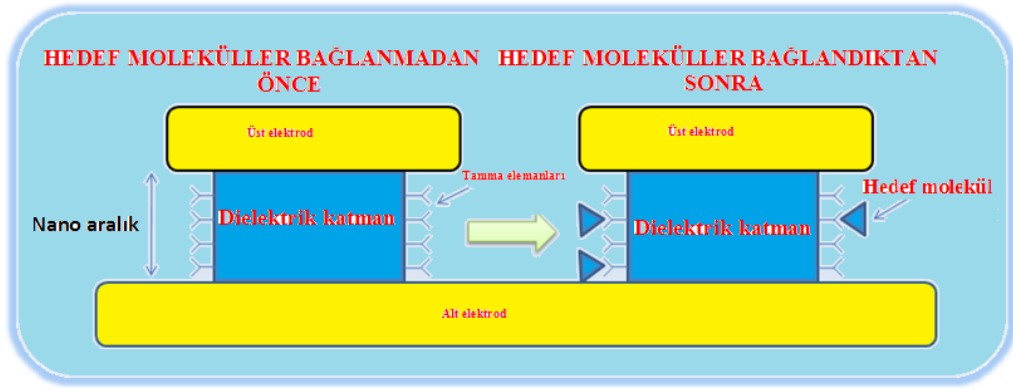 HEDEF MOLEKÜLLER BAĞLANMADAN
ÖNCE
HEDEF MOLEKÜLLER BAĞLANDIKTAN
SONRA
Üst elektrod
Üst elektrod
Tanıma elemanları
Hedef molekül
Nano aralık
Dielektrik katman
Dielektrik katman
Alt elektrod